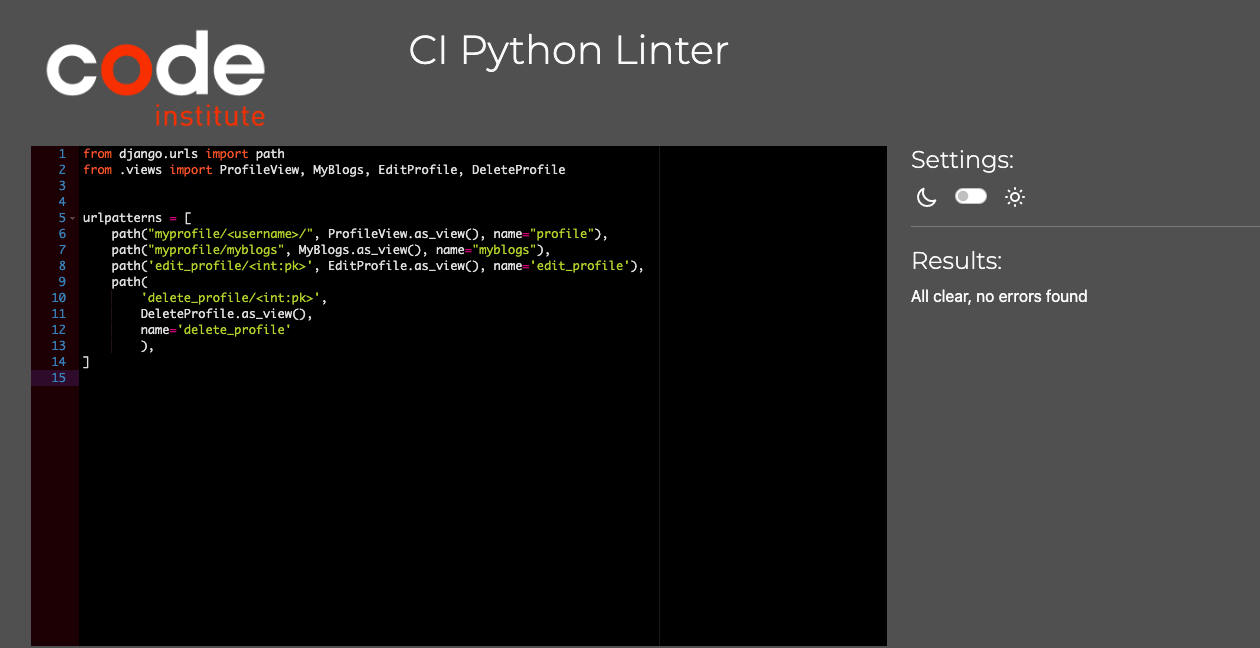 code
institute
CI Python Linter
1 from django.urls import path
2 from .views import ProfileView, MyBlogs, EditProfile, DeleteProfile
3
4
5 urlpatterns = [
6     path("myprofile/<username>/", ProfileView.as_view(), name="profile"),
7     path("myprofile/myblogs", MyBlogs.as_view(), name="myblogs"),
8     path('edit_profile/<int:pk>', EditProfile.as_view(), name='edit_profile'),
9     path(
10         'delete_profile/<int:pk>',
11         DeleteProfile.as_view(),
12         name='delete_profile'
13         ),
14 ]
15
Settings:
Results:
All clear, no errors found